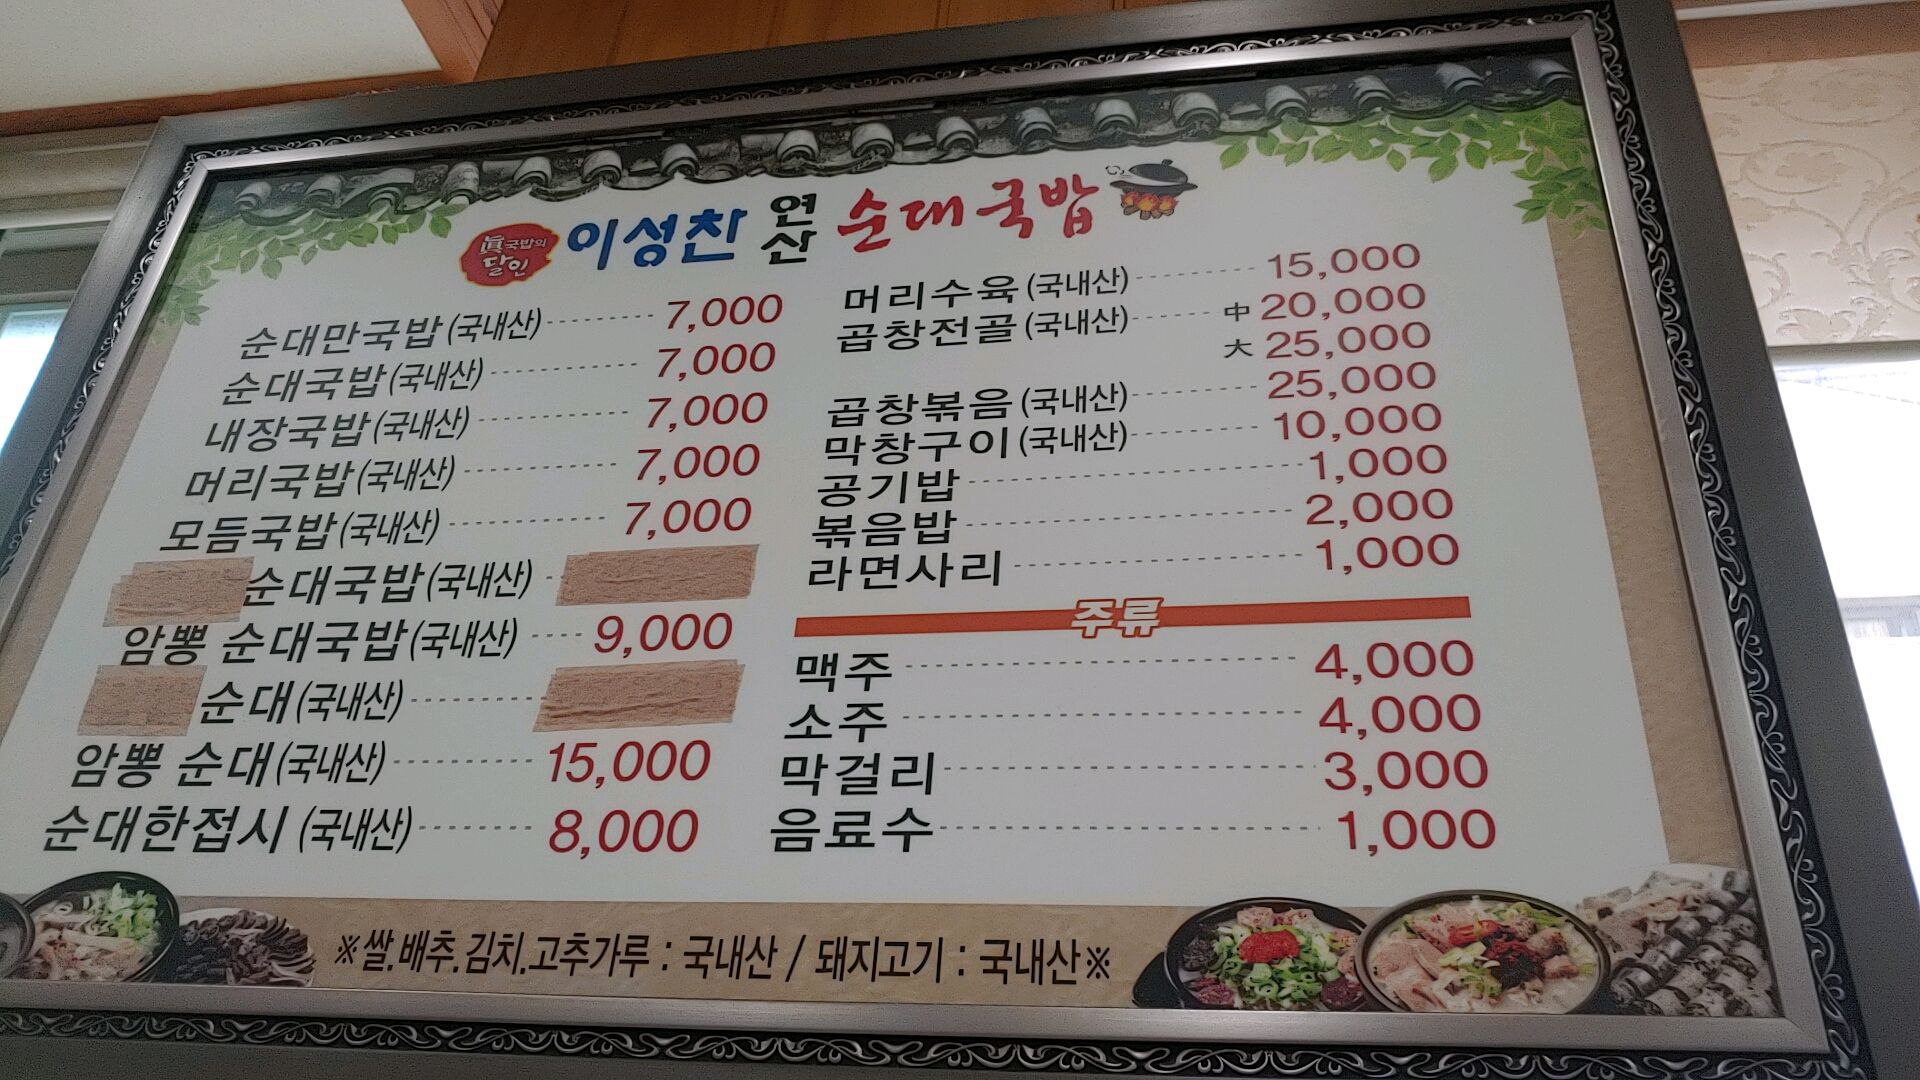 眞국밥의 달인 이성찬 연산 순대국밥
순대만국밥(국내산) 7,000
순대국밥(국내산) 7,000
내장국밥(국내산) 7,000
머리국밥(국내산) 7,000
모듬국밥(국내산) 7,000
순대국밥(국내산)
암뽕 순대국밥(국내산) 9,000
순대(국내산)
암뽕 순대(국내산) 15,000
순대한접시 (국내산) 8,000
머리수육(국내산) 15,000
곱창전골(국내산) 中 20,000
大 25,000
곱창볶음(국내산) 25,000
막창구이(국내산) 10,000
공기밥 1,000
볶음밥 2,000
라면사리 1,000
주류
맥주 4,000
소주 4,000
막걸리 3,000
음료수 1,000
※쌀.배추.김치.고추가루 : 국내산 / 돼지고기 : 국내산※